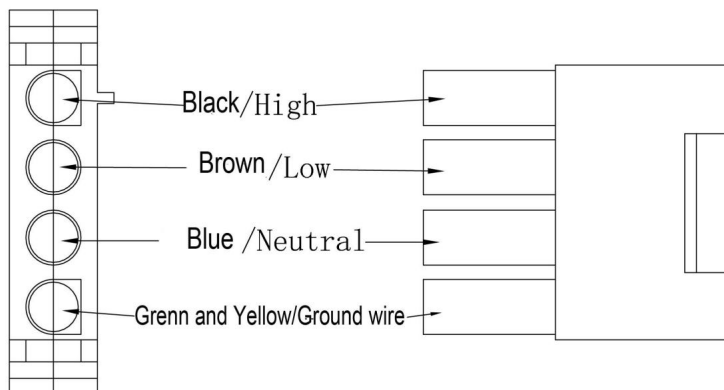 Black/High
Brown/Low
Blue /Neutral
Grenn and Yellow/Ground wire